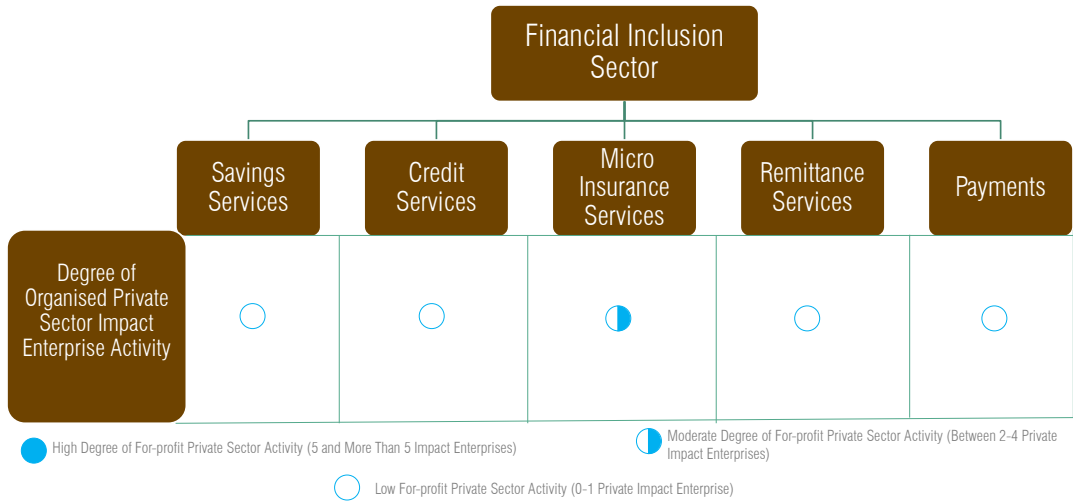 Financial Inclusion
Sector
Savings
Services
Credit
Services
Micro
Insurance
Services
Remittance
Services
Payments
Degree of
Organised Private
Sector Impact
Enterprise Activity
High Degree of For-profit Private Sector Activity (5 and More Than 5 Impact Enterprises)
Moderate Degree of For-profit Private Sector Activity (Between 2-4 Private
Impact Enterprises)
Low For-profit Private Sector Activity (0-1 Private Impact Enterprise)